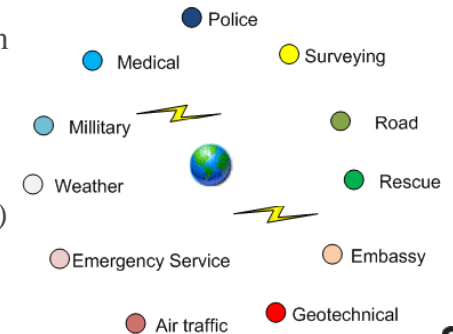 Police
Medical
Surveying
Millitary
Road
Weather
Rescue
Emergency Service
Embassy
Air traffic
Geotechnical